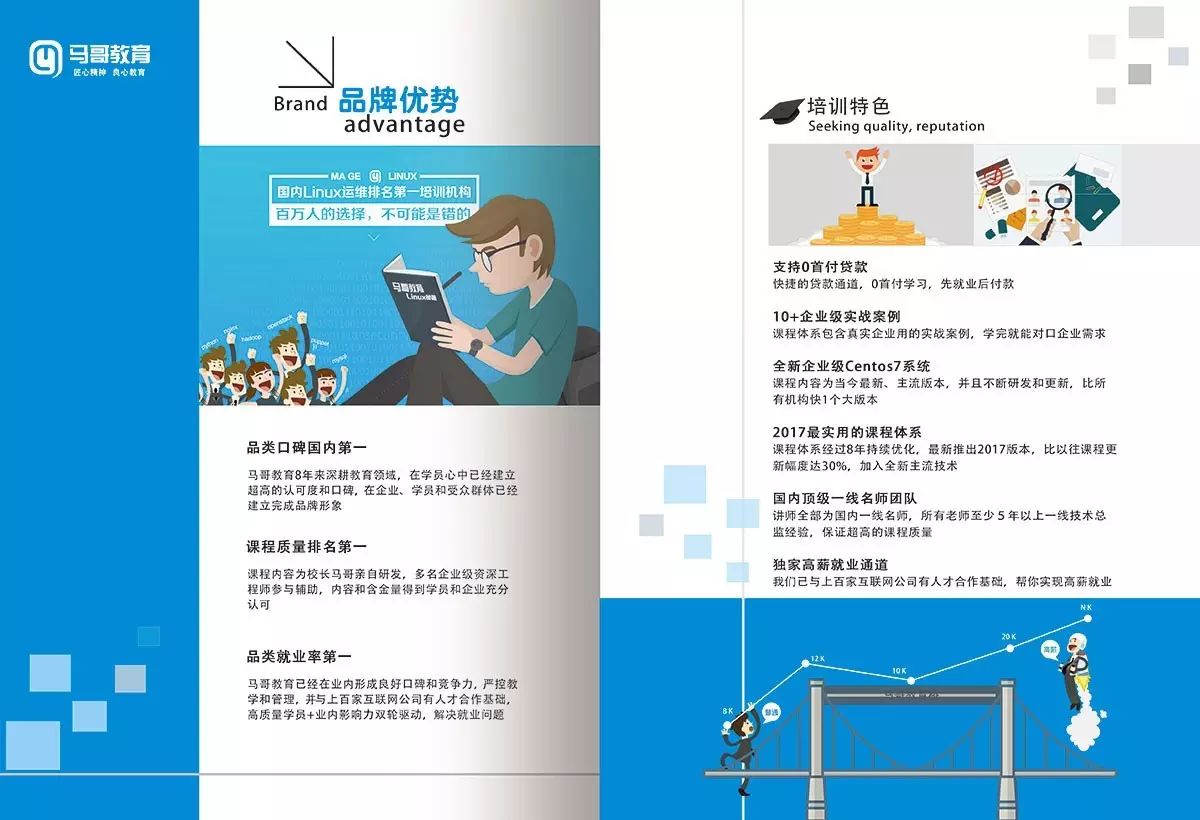 马哥教育
匠心精神 良心教育
Brand 品牌优势
advantage
MA GE LINUX
国内Linux运维排名第一培训机构
百万人的选择，不可能是错的
马哥教育
Linux
python
nginx
hadoop
openstack
puppet
mysql
品类口碑国内第一
马哥教育8年来深耕教育领域，在学员心中已经建立
超高的认可度和口碑，在企业、学员和受众群体已经
建立完成品牌形象
课程质量排名第一
课程内容为校长马哥亲自研发，多名企业级资深工
程师参与辅助，内容和含金量得到学员和企业充分
认可
品类就业率第一
马哥教育已经在业内形成良好口碑和竞争力，严控教
学和管理，并与上百家互联网公司有人才合作基础，
高质量学员+业内影响力双轮驱动，解决就业问题
培训特色
Seeking quality, reputation
支持0首付贷款
快捷的贷款通道，0首付学习，先就业后付款
10+企业级实战案例
课程体系包含真实企业用的实战案例，学完就能对口企业需求
全新企业级Centos7系统
课程内容为当今最新、主流版本，并且不断研发和更新，比所
有机构快1个大版本
2017最实用的课程体系
课程体系经过8年持续优化，最新推出2017版本，比以往课程更
新幅度达30%，加入全新主流技术
国内顶级一线名师团队
讲师全部为国内一线名师，所有老师至少5年以上一线技术总
监经验，保证超高的课程质量
独家高薪就业通道
我们已与上百家互联网公司有人才合作基础，帮你实现高薪就业
8K
普通
12K
10K
20K
NK
高薪